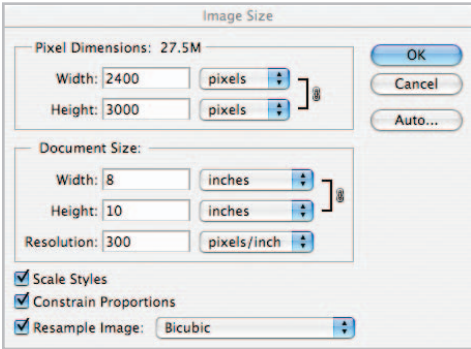 Image Size
Pixel Dimensions: 27.5M
Width: 2400 pixels
Height: 3000 pixels
Document Size:
Width: 8 inches
Height: 10 inches
Resolution: 300 pixels/inch
Scale Styles
Constrain Proportions
Resample Image: Bicubic
OK
Cancel
Auto...